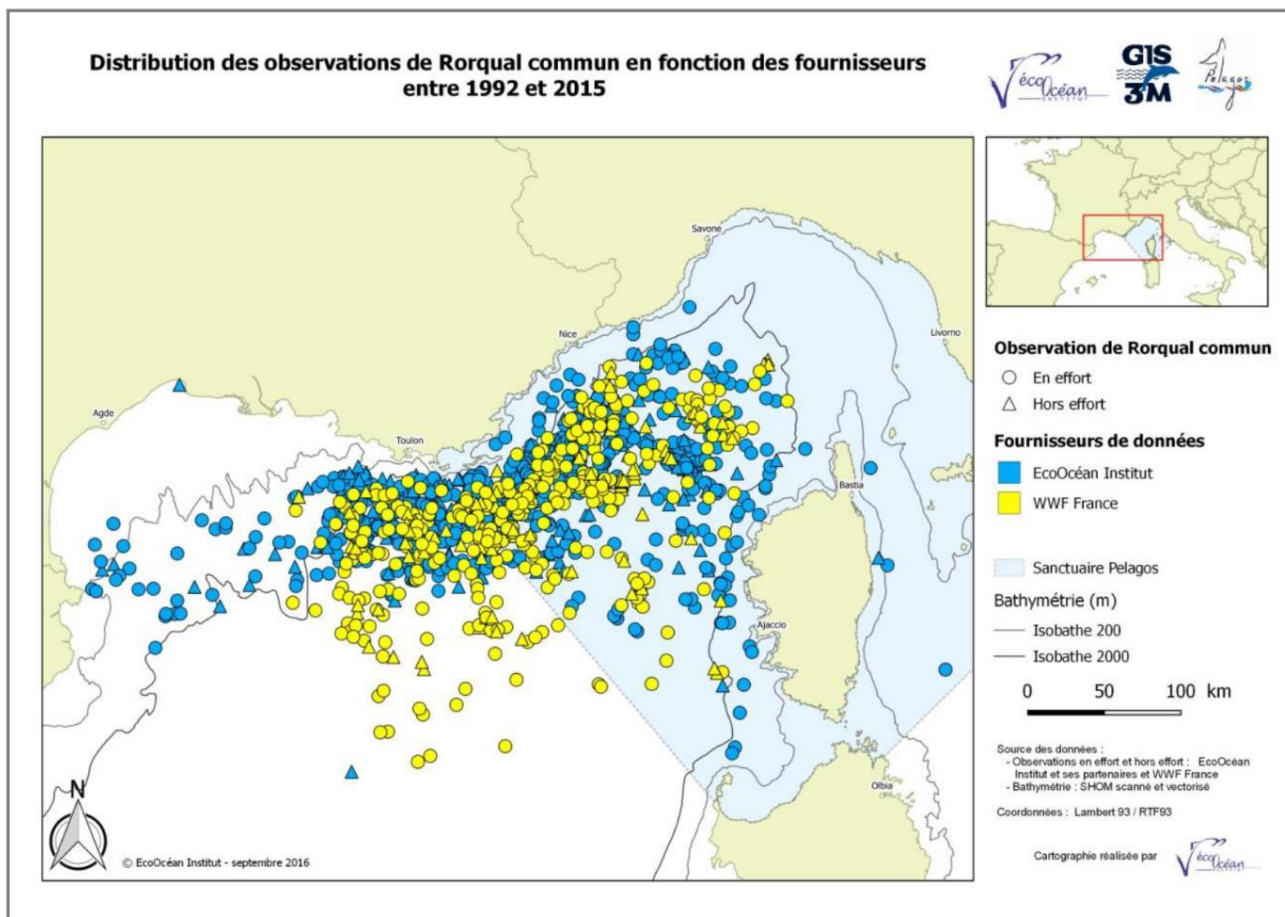 Distribution des observations de Rorqual commun en fonction des fournisseurs
entre 1992 et 2015
écoOcéan
INSTITUT
GIS
3M
Pelagos
Savone
Nice
Livorno
Agde
Toulon
Bastia
Ajaccio
Olbia
N
© EcoOcéan Institut - septembre 2016
Observation de Rorqual commun
En effort
Hors effort
Fournisseurs de données
EcoOcéan Institut
WWF France
Sanctuaire Pelagos
Bathymétrie (m)
Isobathe 200
Isobathe 2000
0 50 100 km
Source des données :
- Observations en effort et hors effort : EcoOcéan
Institut et ses partenaires et WWF France
- Bathymétrie : SHOM scanné et vectorisé
Coordonnées : Lambert 93 / RTF93
Cartographie réalisée par
écoOcéan
INSTITUT